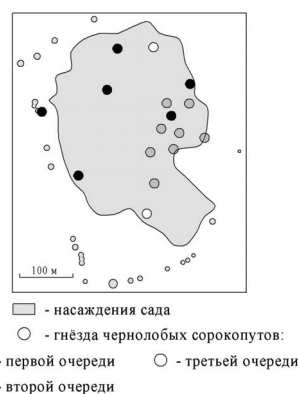 100 м
- насаждения сада
- гнёзда чернолобых сорокопутов:
- первой очереди - третьей очереди
- второй очереди